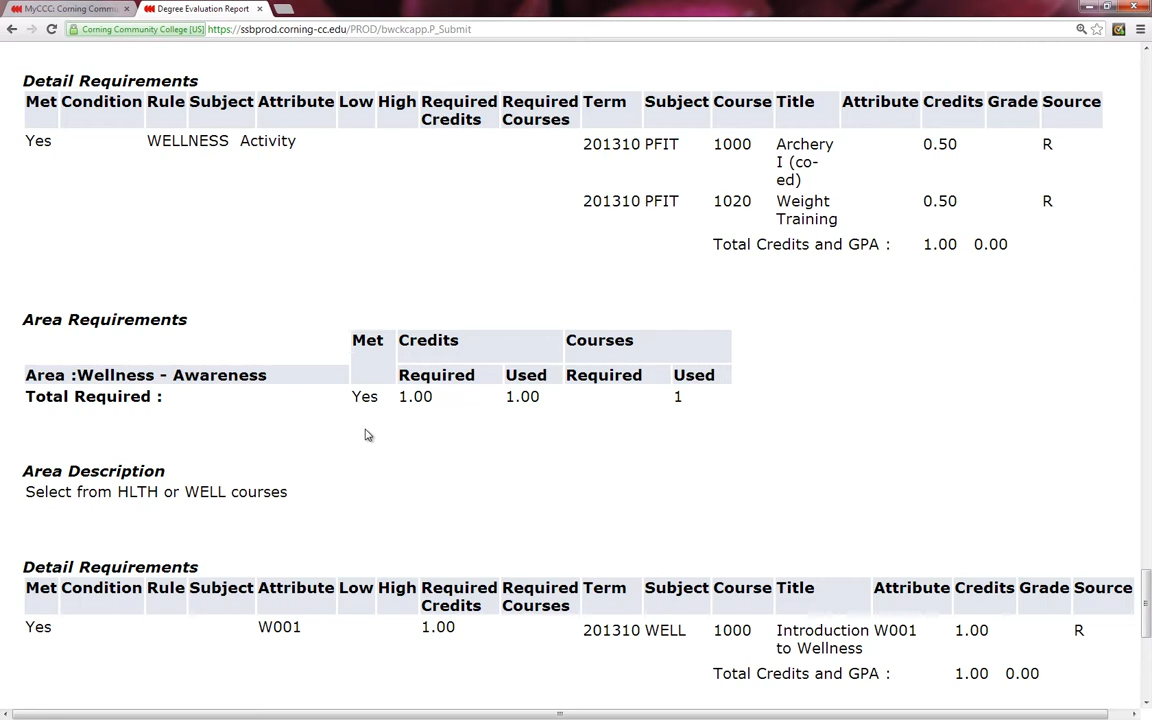 MyCCC: Corning Commu
Degree Evaluation Report
Corning Community College [US] https://ssbprod.corning-cc.edu/PROD/bwckcapp.P_Submit
Detail Requirements
Met Condition Rule Subject Attribute Low High Required Credits Required Courses Term Subject Course Title Attribute Credits Grade Source
Yes WELLNESS Activity 201310 PFIT 1000 Archery I (co-ed) 0.50 R
201310 PFIT 1020 Weight Training 0.50 R
Total Credits and GPA : 1.00 0.00
Area Requirements
Met Credits Courses
Area :Wellness - Awareness Required Used Required Used
Total Required : Yes 1.00 1.00 1
Area Description
Select from HLTH or WELL courses
Detail Requirements
Met Condition Rule Subject Attribute Low High Required Credits Required Courses Term Subject Course Title Attribute Credits Grade Source
Yes W001 1.00 201310 WELL 1000 Introduction to Wellness W001 1.00 R
Total Credits and GPA : 1.00 0.00